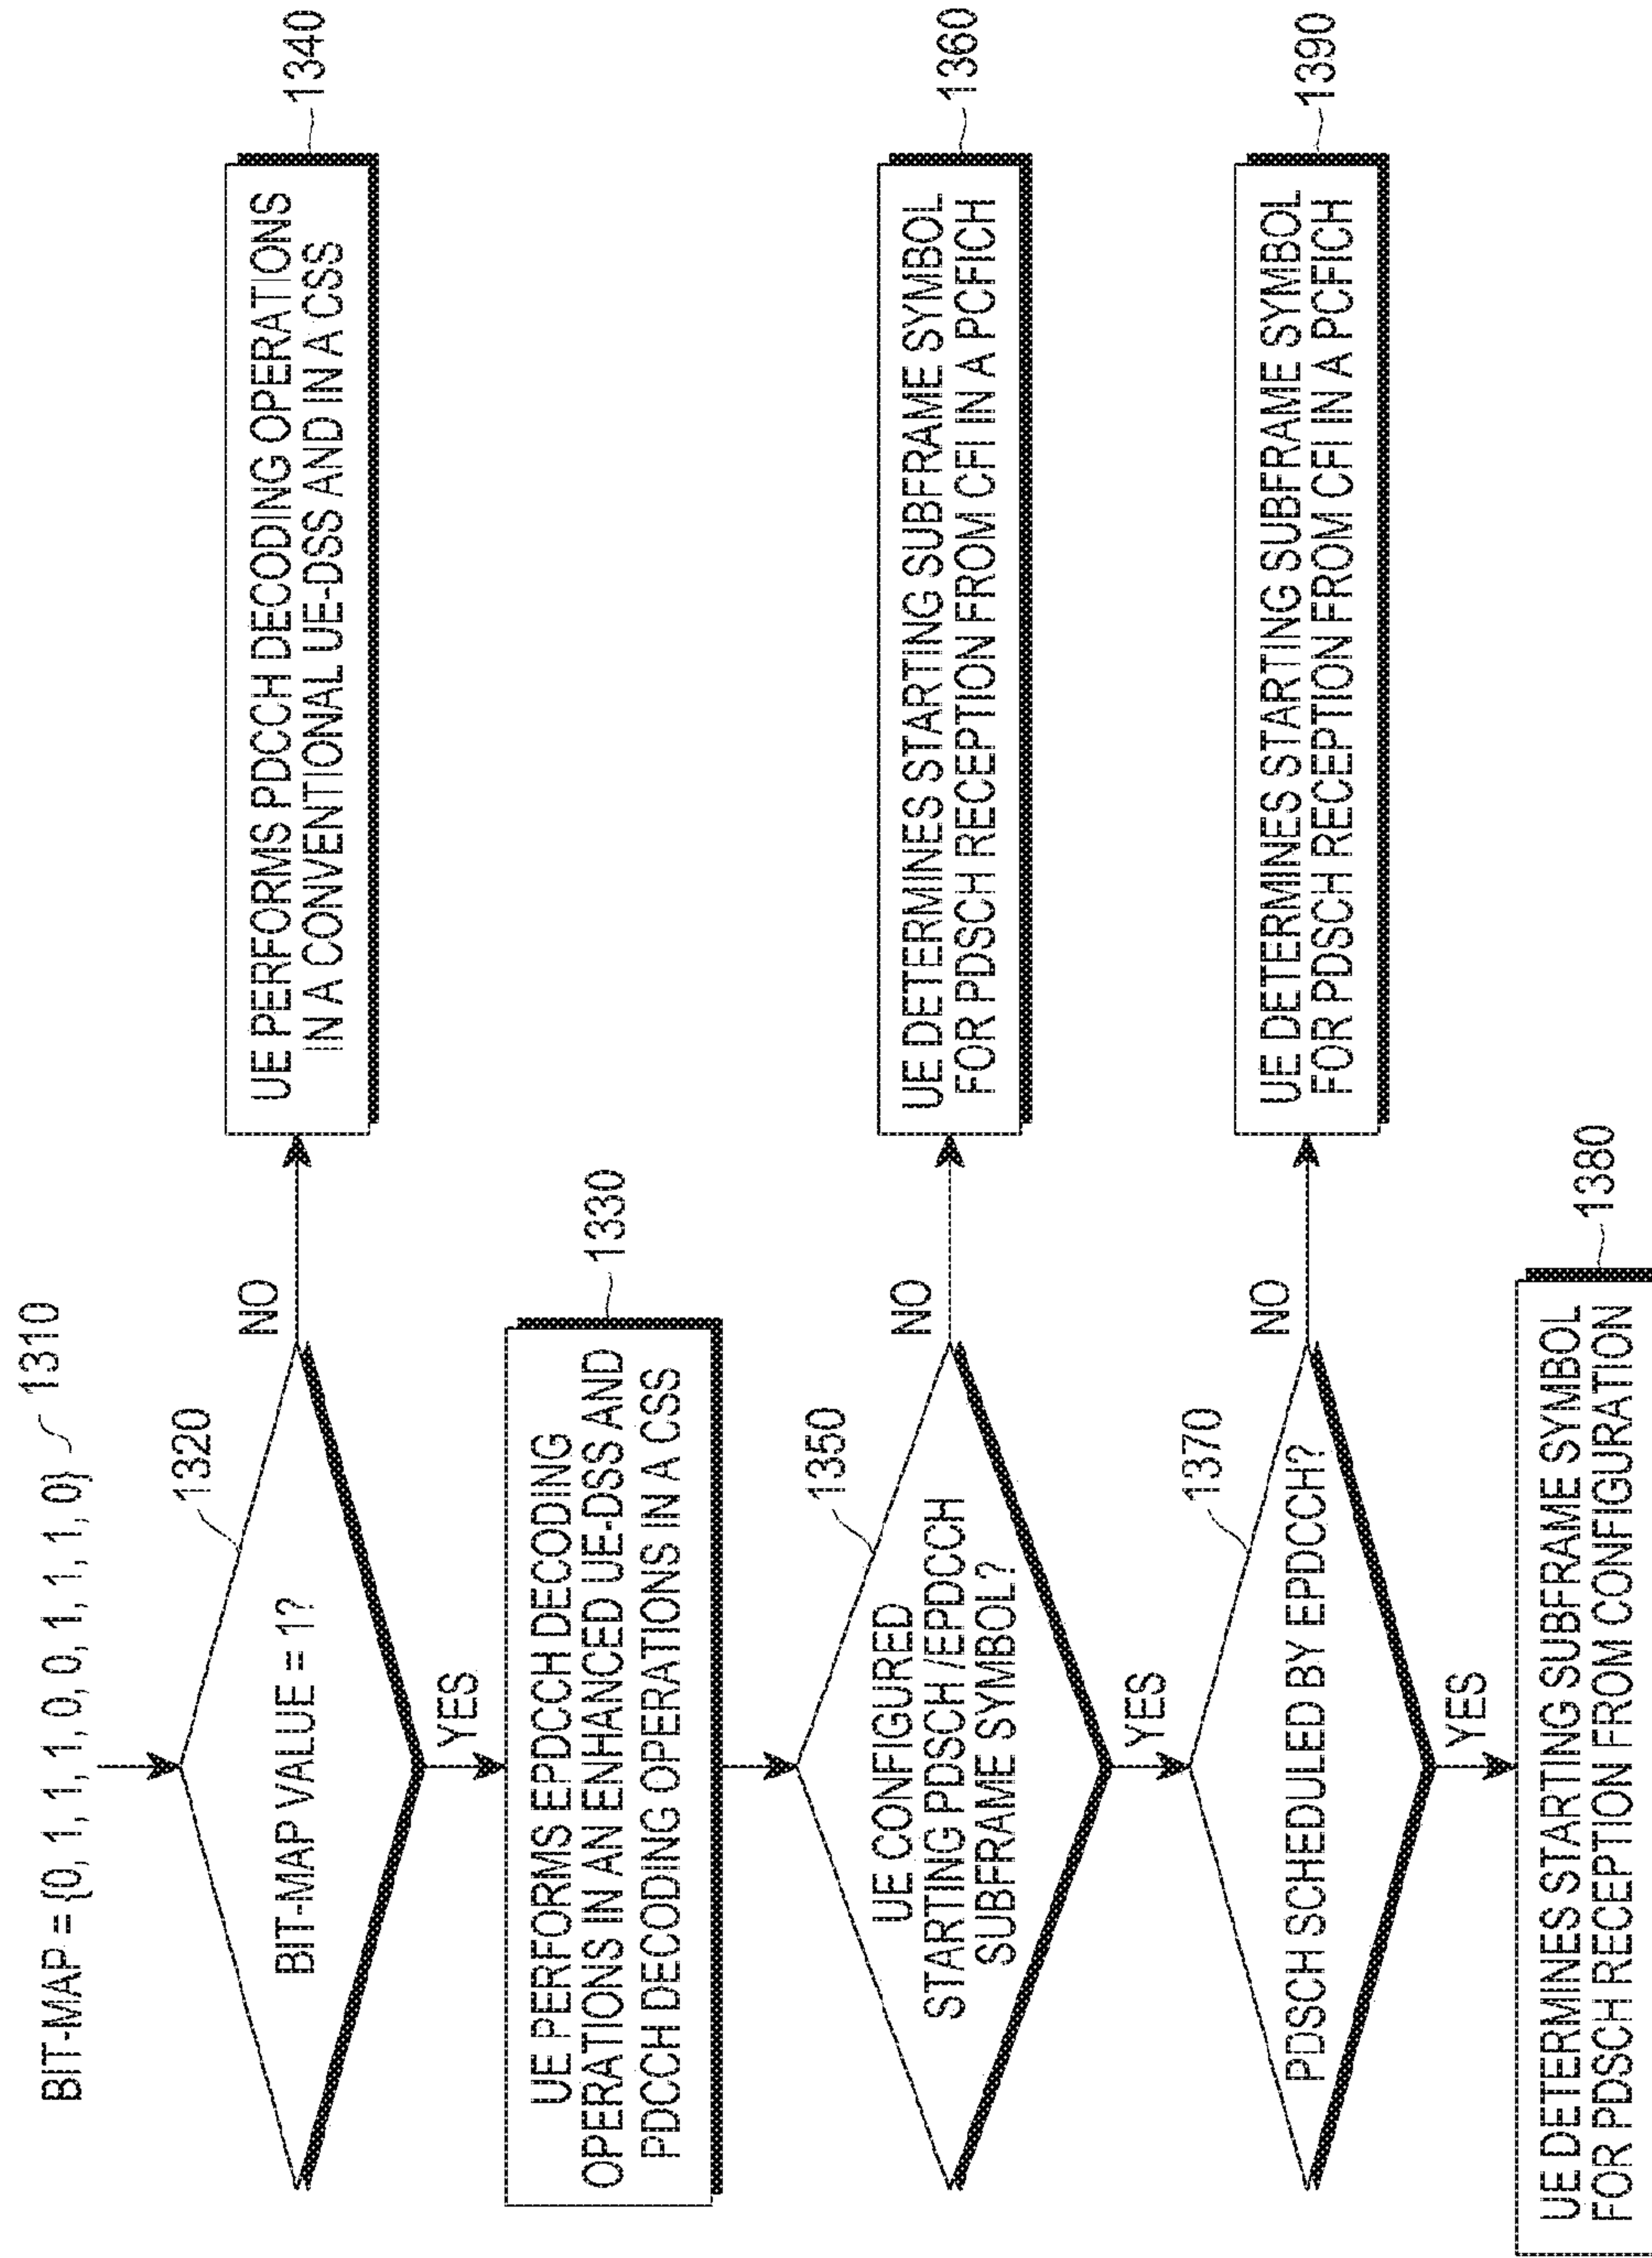 BIT-MAP = {0, 1, 1, 1, 0, 0, 1, 1, 1, 0}
1310
1320
BIT-MAP VALUE = 1?
NO
UE PERFORMS PDCCH DECODING OPERATIONS
IN A CONVENTIONAL UE-DSS AND IN A CSS
1340
YES
UE PERFORMS EPDCCH DECODING
OPERATIONS IN AN ENHANCED UE-DSS AND
PDCCH DECODING OPERATIONS IN A CSS
1330
1350
UE CONFIGURED
STARTING PDSCH /EPDCCH
SUBFRAME SYMBOL?
NO
UE DETERMINES STARTING SUBFRAME SYMBOL
FOR PDSCH RECEPTION FROM CFI IN A PCFICH
1360
YES
1370
PDSCH SCHEDULED BY EPDCCH?
NO
UE DETERMINES STARTING SUBFRAME SYMBOL
FOR PDSCH RECEPTION FROM CFI IN A PCFICH
1390
YES
UE DETERMINES STARTING SUBFRAME SYMBOL
FOR PDSCH RECEPTION FROM CONFIGURATION
1380